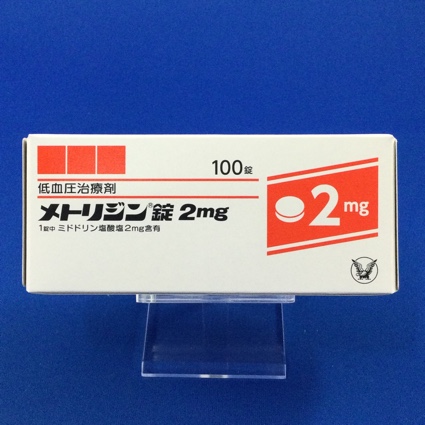 100錠
低血圧治療剤
メトリジン®錠 2mg
1錠中 ミドドリン塩酸塩2mg含有
2mg